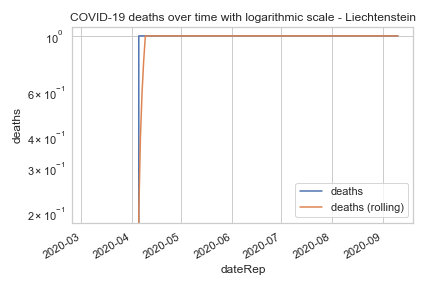 COVID-19 deaths over time with logarithmic scale - Liechtenstein
10⁰
6 × 10⁻¹
4 × 10⁻¹
3 × 10⁻¹
2 × 10⁻¹
deaths
deaths
deaths (rolling)
2020-03
2020-04
2020-05
2020-06
2020-07
2020-08
2020-09
dateRep